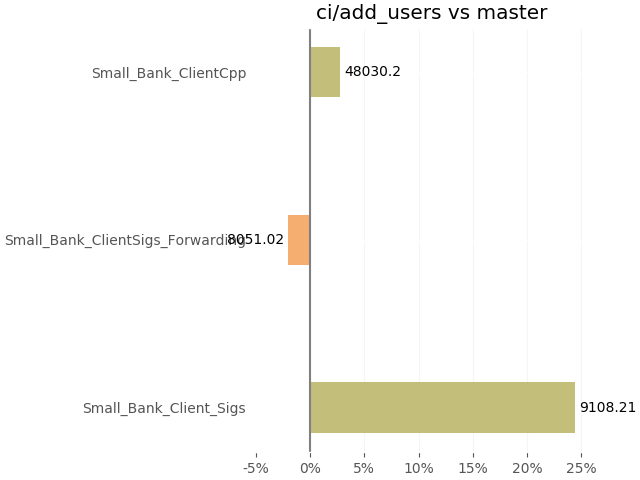 ci/add_users vs master
Small_Bank_ClientCpp
48030.2
Small_Bank_ClientSigs_Forwarding
8051.02
Small_Bank_Client_Sigs
9108.21
-5% 0% 5% 10% 15% 20% 25%